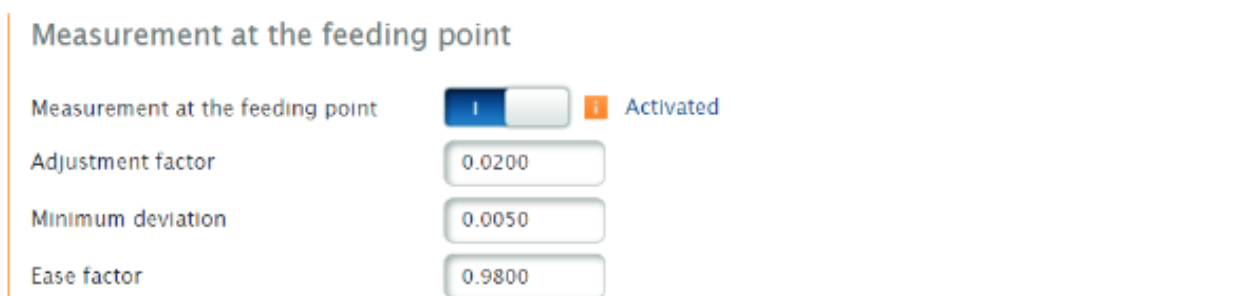 Measurement at the feeding point
Measurement at the feeding point I i Activated
Adjustment factor 0.0200
Minimum deviation 0.0050
Ease factor 0.9800